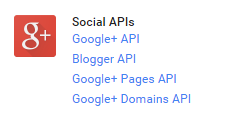 g+
Social APIs
Google+ API
Blogger API
Google+ Pages API
Google+ Domains API